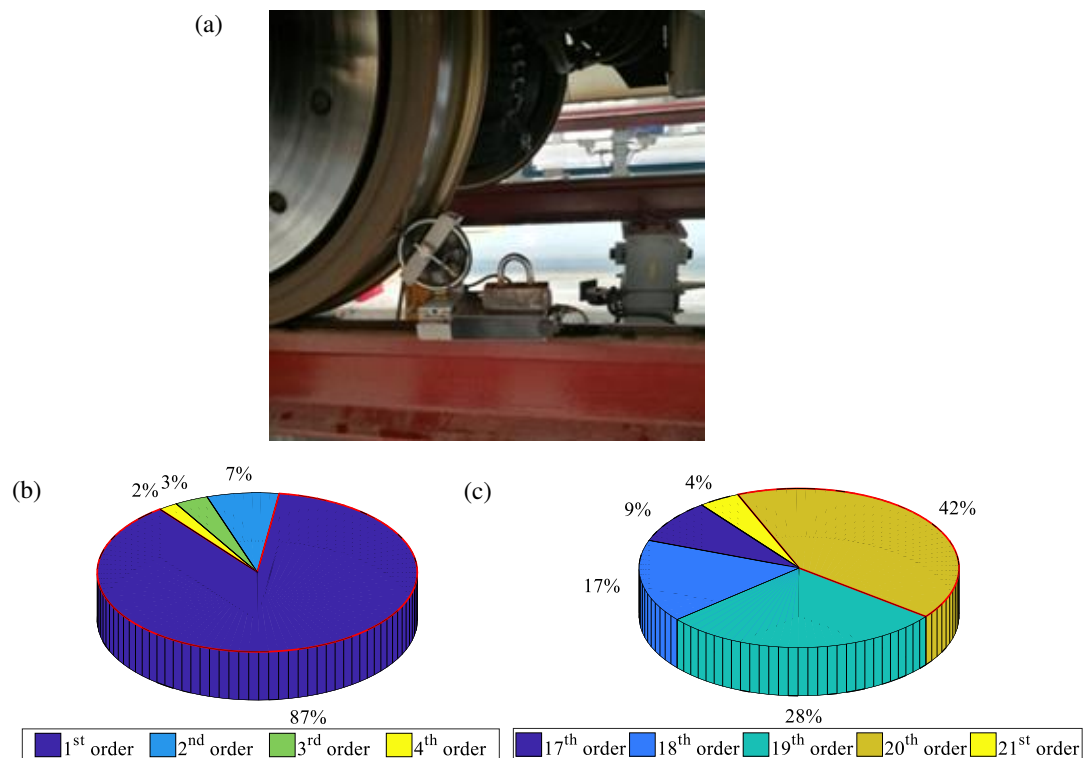 (a)
(b)
2%
3%
7%
87%
1st order
2nd order
3rd order
4th order
(c)
9%
4%
42%
17%
28%
17th order
18th order
19th order
20th order
21st order